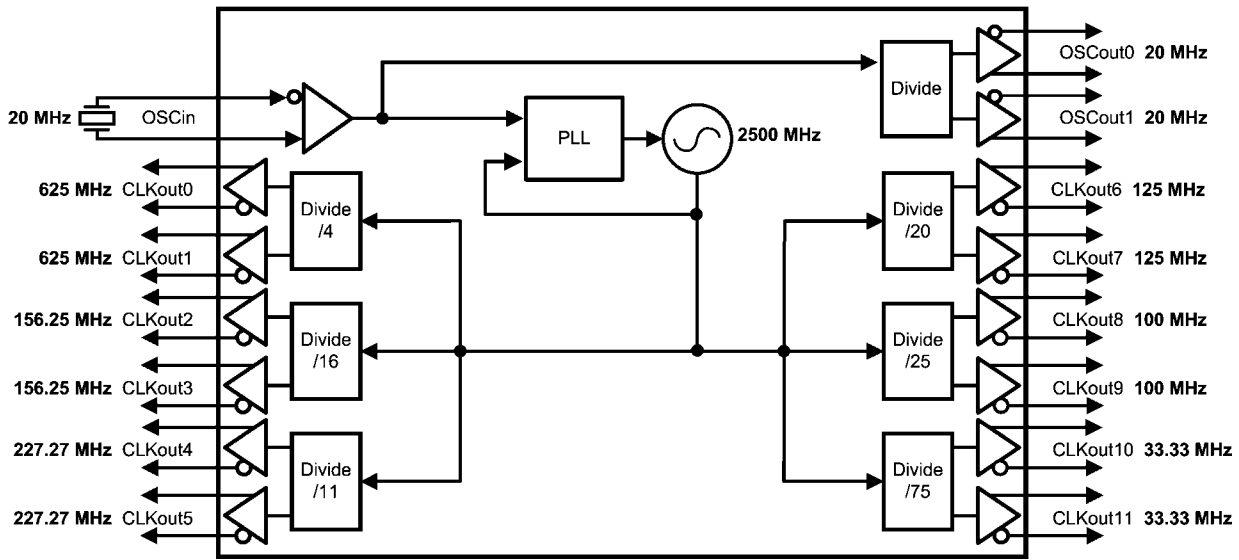 OSCout0 20 MHz
Divide
20 MHz OSCin
OSCout1 20 MHz
PLL
2500 MHz
625 MHz CLKout0
Divide
/4
625 MHz CLKout1
156.25 MHz CLKout2
Divide
/16
156.25 MHz CLKout3
227.27 MHz CLKout4
Divide
/11
227.27 MHz CLKout5
CLKout6 125 MHz
Divide
/20
CLKout7 125 MHz
CLKout8 100 MHz
Divide
/25
CLKout9 100 MHz
CLKout10 33.33 MHz
Divide
/75
CLKout11 33.33 MHz